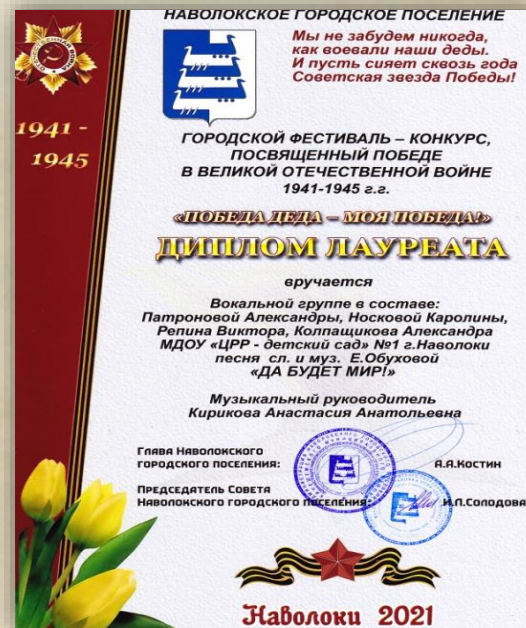 НАВОЛОКСКОЕ ГОРОДСКОЕ ПОСЕЛЕНИЕ
Мы не забудем никогда,
как воевали наши деды.
И пусть сияет сквозь года
Советская звезда Победы!
1941 -
1945
ГОРОДСКОЙ ФЕСТИВАЛЬ – КОНКУРС,
ПОСВЯЩЕННЫЙ ПОБЕДЕ
В ВЕЛИКОЙ ОТЕЧЕСТВЕННОЙ ВОЙНЕ
1941-1945 г.г.
«ПОБЕДА ДЕДА – МОЯ ПОБЕДА!»
ДИПЛОМ ЛАУРЕАТА
вручается
Вокальной группе в составе:
Патроновой Александры, Носковой Каролины,
Репина Виктора, Колпащикова Александра
МДОУ «ЦРР - детский сад» №1 г.Наволоки
песня сл. и муз. Е.Обуховой
«ДА БУДЕТ МИР!»
Музыкальный руководитель
Кирикова Анастасия Анатольевна
Глава Наволокского
городского поселения:
А.А.Костин
Председатель Совета
Наволокского городского поселения:
И.Л.Солодова
Наволоки 2021